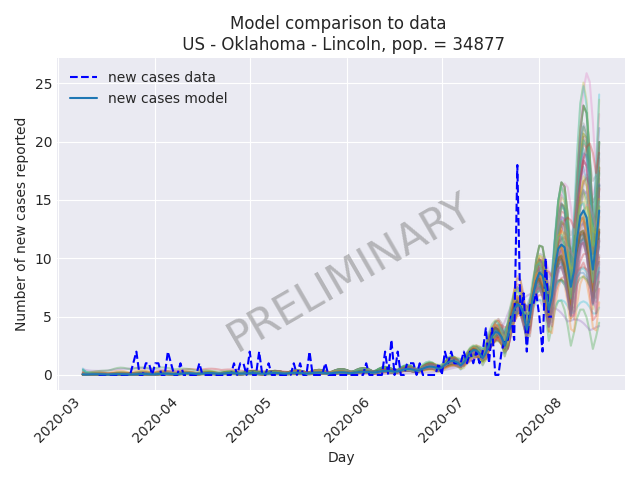 Model comparison to data
US - Oklahoma - Lincoln, pop. = 34877
new cases data
new cases model
25
20
15
10
5
0
Number of new cases reported
PRELIMINARY
2020-03
2020-04
2020-05
2020-06
2020-07
2020-08
Day